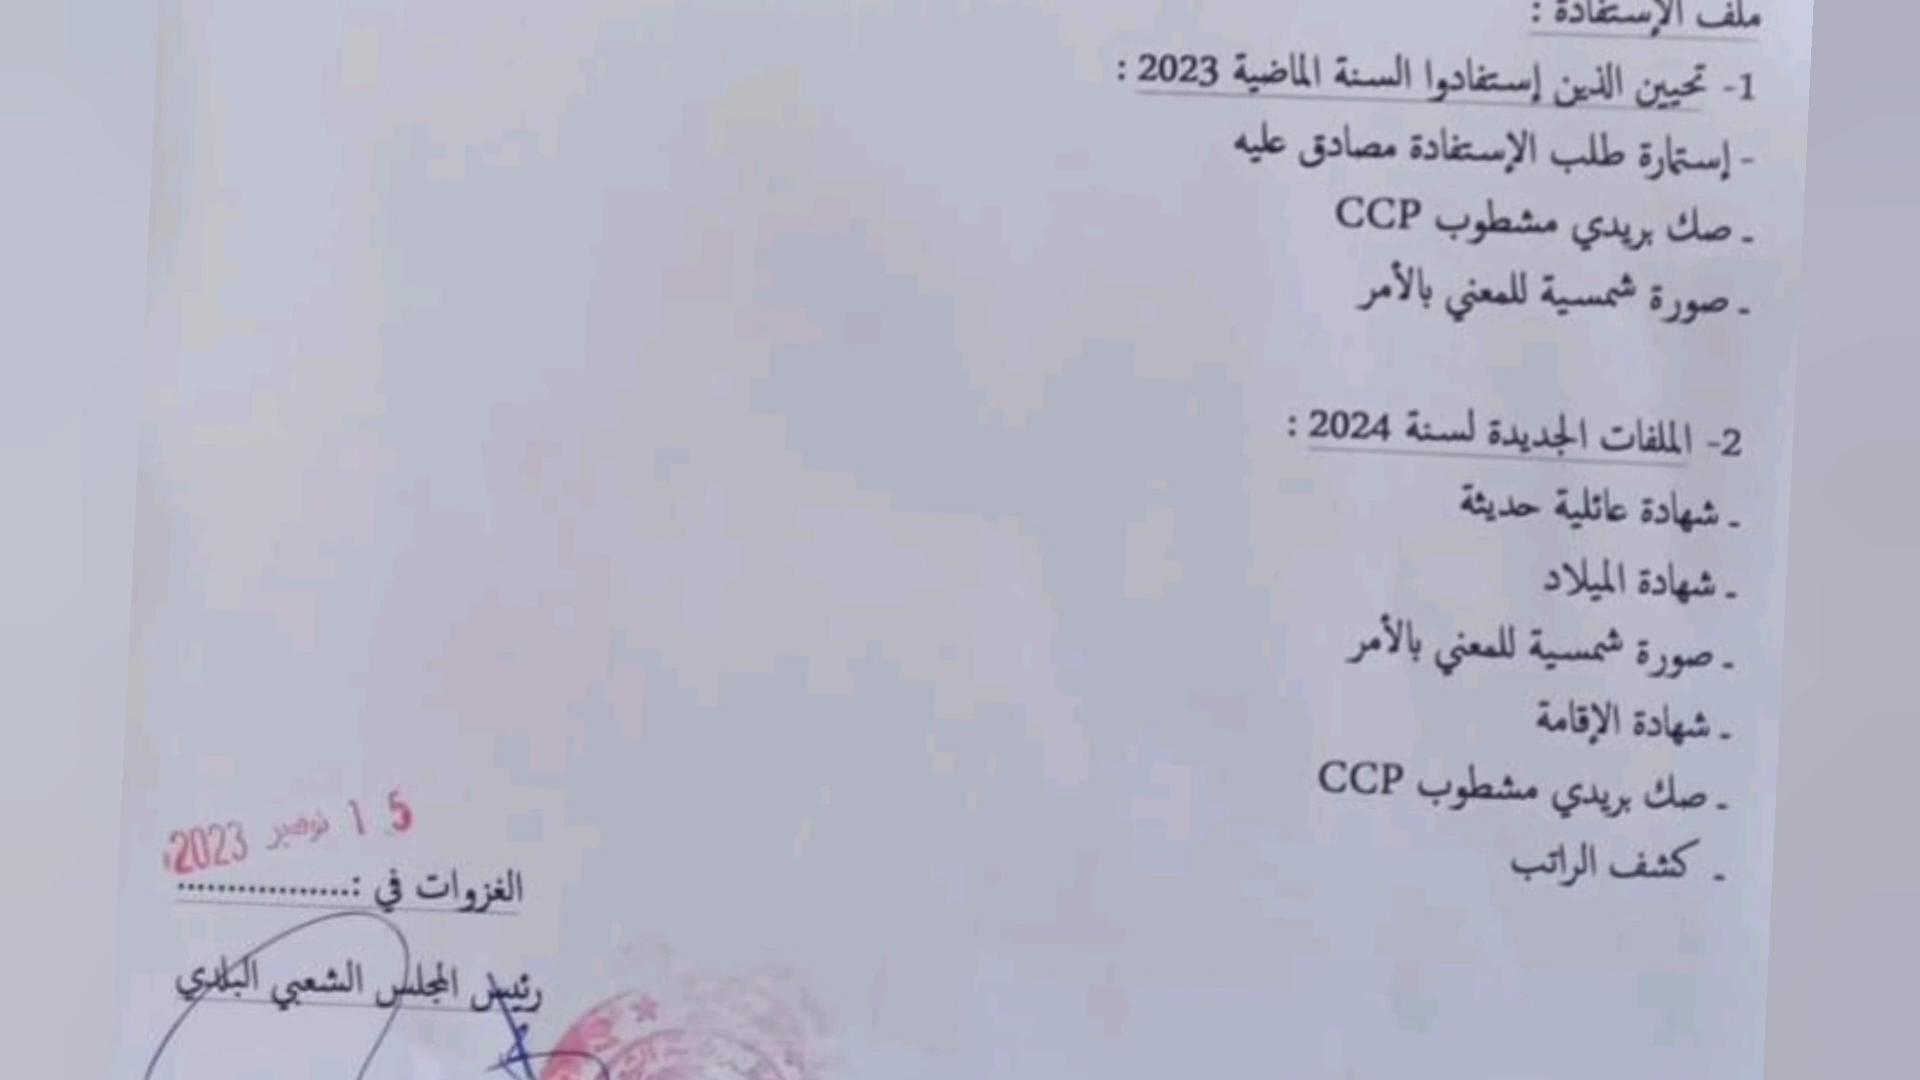 ملف الإستفادة :
1- تحيين الذين إستفادوا السنة الماضية 2023 :
- إستمارة طلب الإستفادة مصادق عليه
- صك بريدي مشطوب CCP
- صورة شمسية للمعني بالأمر
2- الملفات الجديدة لسنة 2024 :
- شهادة عائلية حديثة
- شهادة الميلاد
- صورة شمسية للمعني بالأمر
- شهادة الإقامة
- صك بريدي مشطوب CCP
- كشف الراتب
15 نوفمبر 2023
الغزوات في :.................
رئيس المجلس الشعبي البلدي